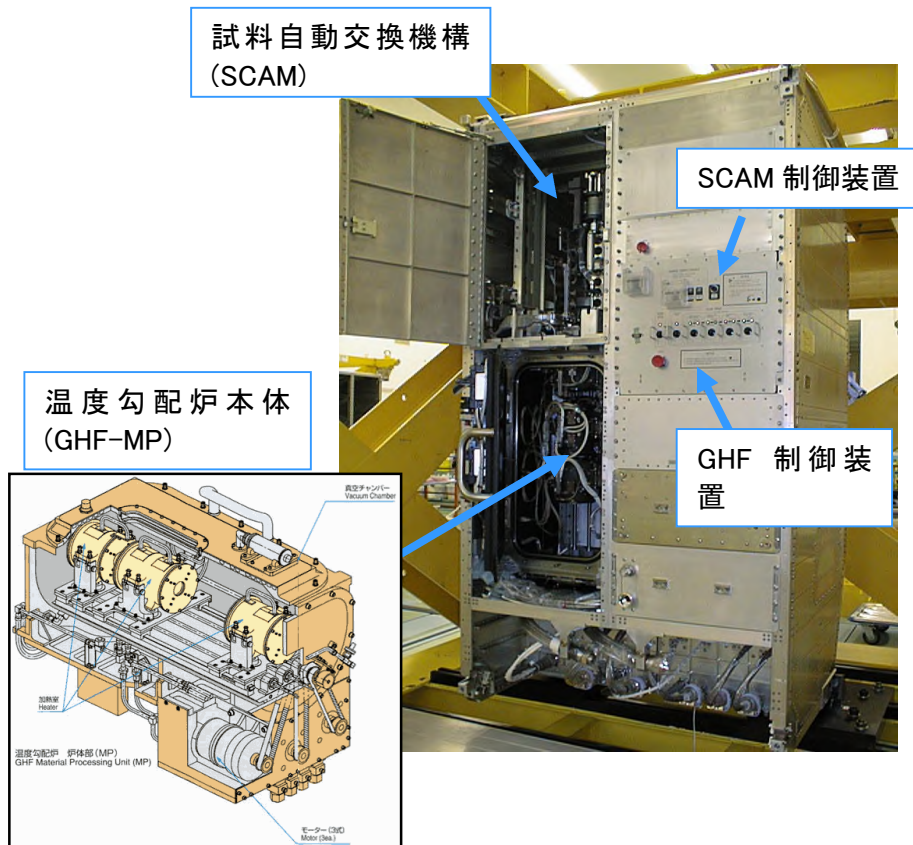 試料自動交換機構
(SCAM)
SCAM 制御装置
温度勾配炉本体
(GHF-MP)
GHF 制御装
置
真空チャンバー
Vacuum Chamber
加熱室
Heater
温度勾配炉 炉体部(MP)
GHF Material Processing Unit (MP)
モーター(3式)
Motor (3ea.)